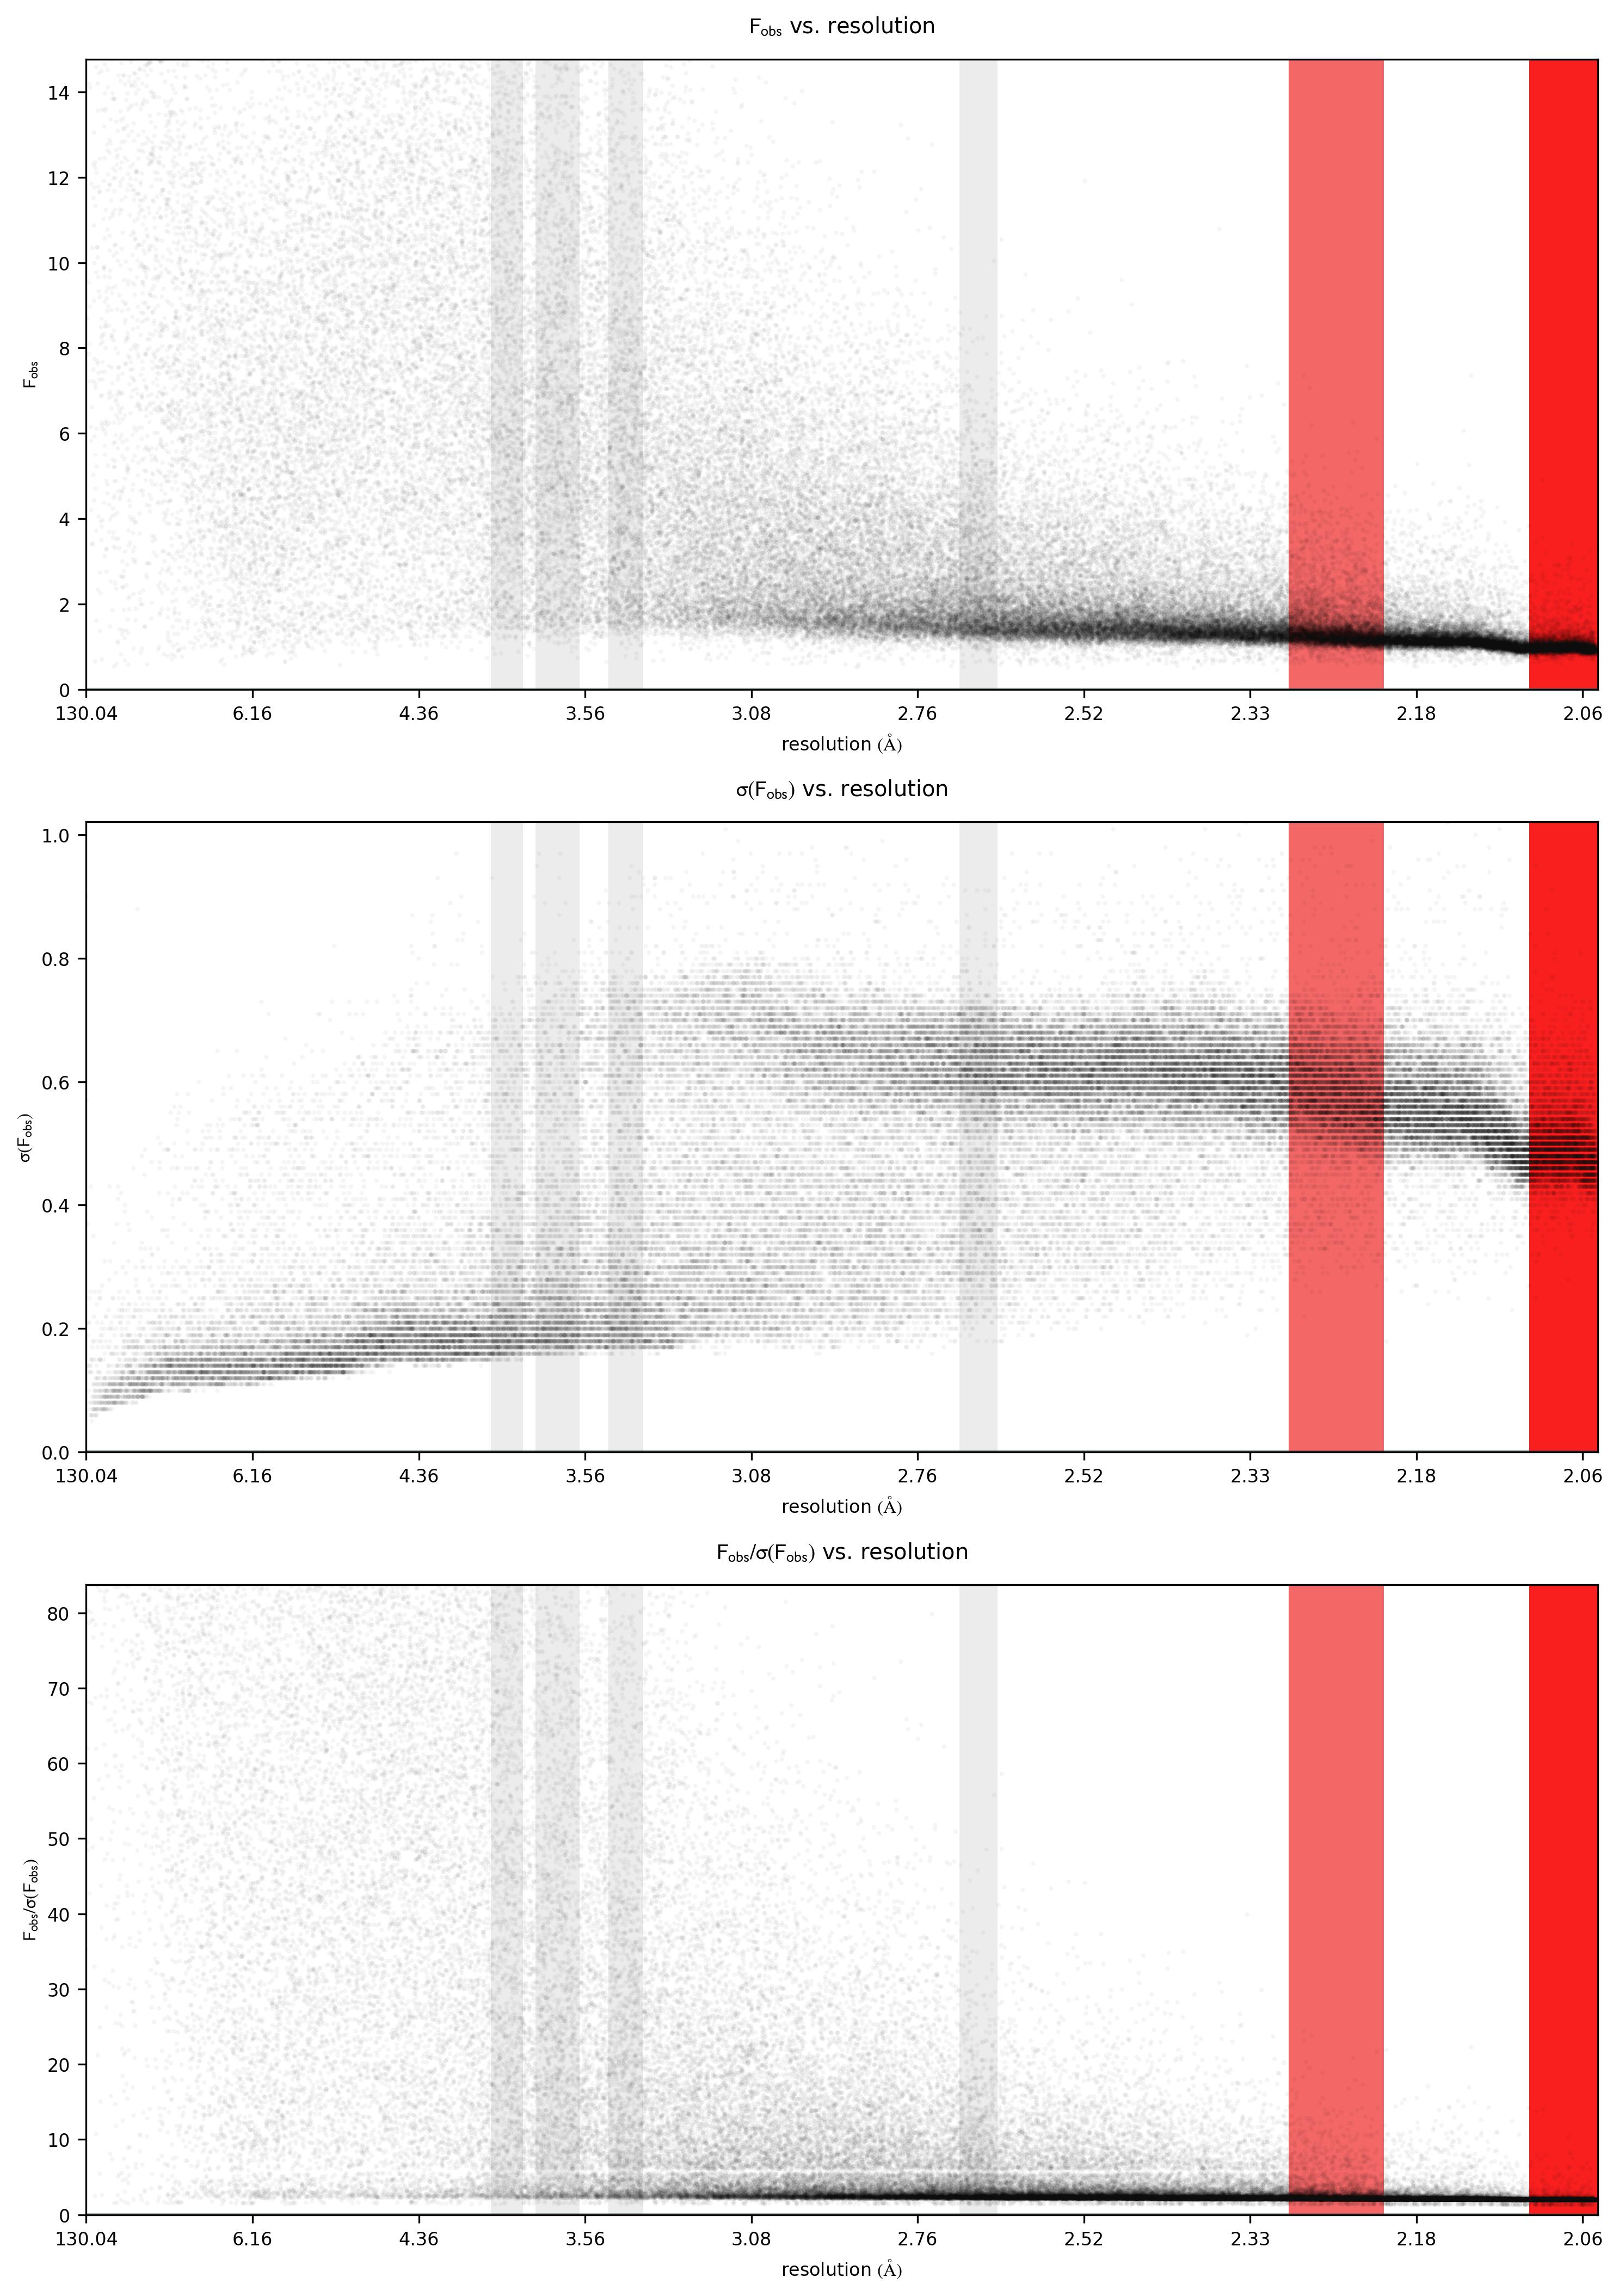 Fobs vs. resolution
14
12
10
8
6
4
2
0
Fobs
130.04 6.16 4.36 3.56 3.08 2.76 2.52 2.33 2.18 2.06
resolution (Å)
σ(Fobs) vs. resolution
1.0
0.8
0.6
0.4
0.2
0.0
σ(Fobs)
130.04 6.16 4.36 3.56 3.08 2.76 2.52 2.33 2.18 2.06
resolution (Å)
Fobs/σ(Fobs) vs. resolution
80
70
60
50
40
30
20
10
0
Fobs/σ(Fobs)
130.04 6.16 4.36 3.56 3.08 2.76 2.52 2.33 2.18 2.06
resolution (Å)